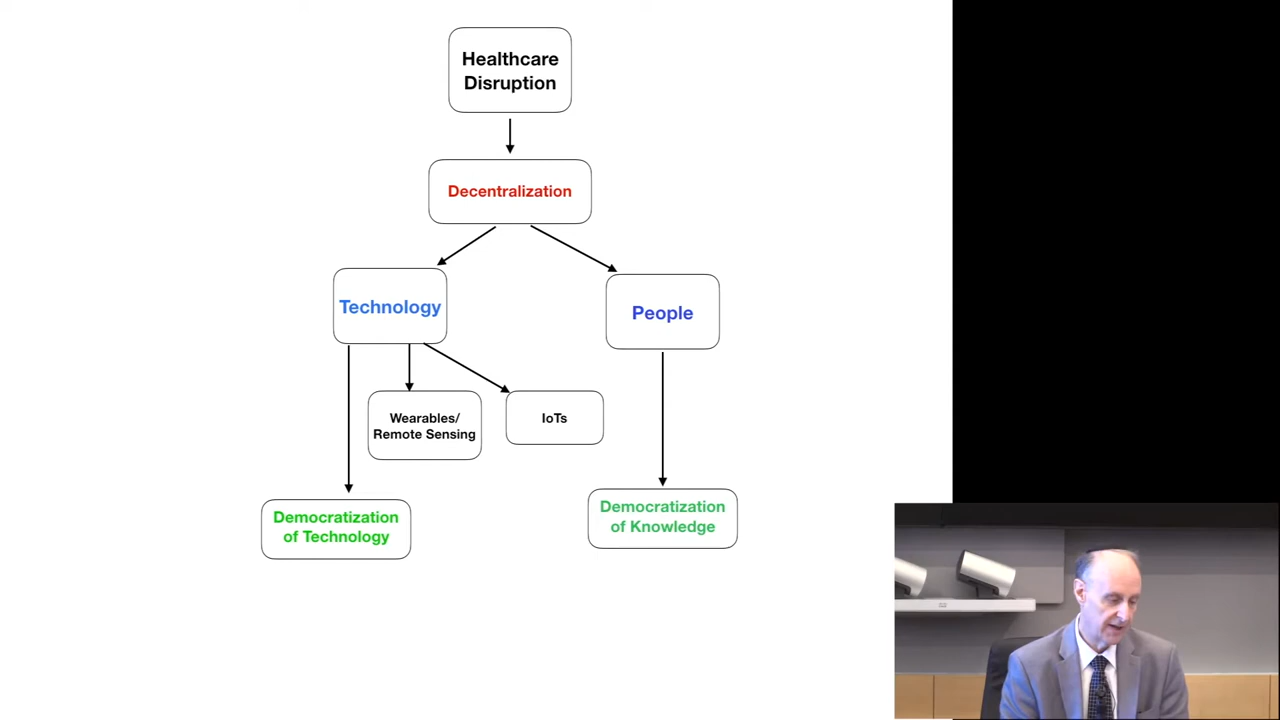 Healthcare
Disruption
Decentralization
Technology
People
Wearables/
Remote Sensing
IoTs
Democratization
of Technology
Democratization
of Knowledge